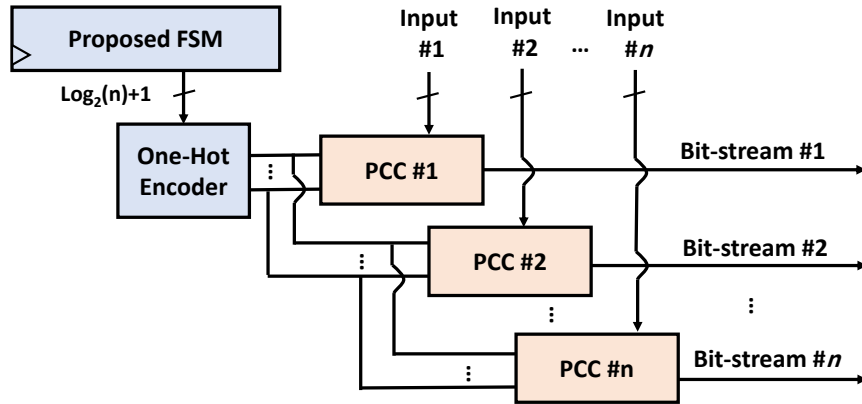 Proposed FSM
Input
#1
Input
#2
...
Input
#n
Log₂(n)+1
One-Hot
Encoder
...
PCC #1
Bit-stream #1
...
PCC #2
Bit-stream #2
...
...
...
PCC #n
Bit-stream #n